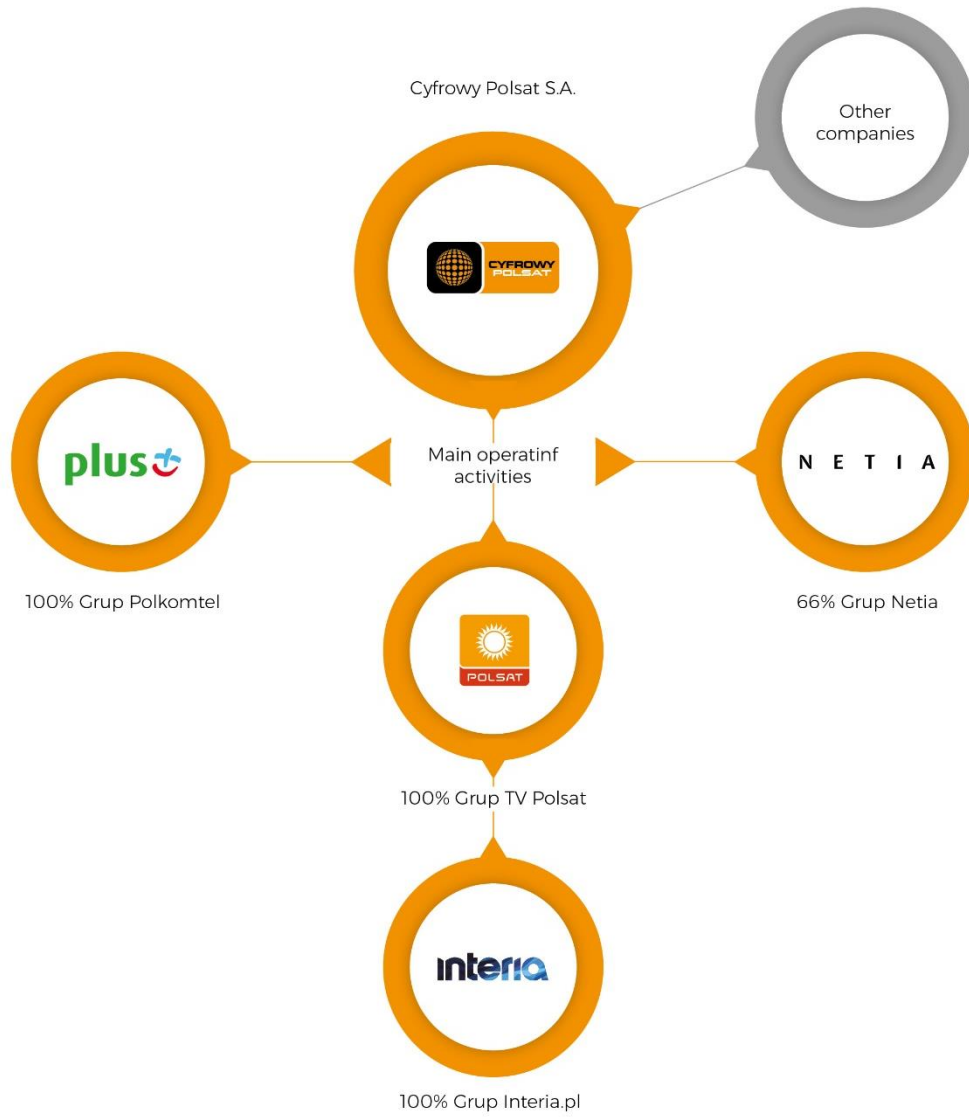 Cyfrowy Polsat S.A.
Other
companies
CYFROWY
POLSAT
plus
Main operatinf
activities
N E T I A
100% Grup Polkomtel
66% Grup Netia
POLSAT
100% Grup TV Polsat
interia
100% Grup Interia.pl